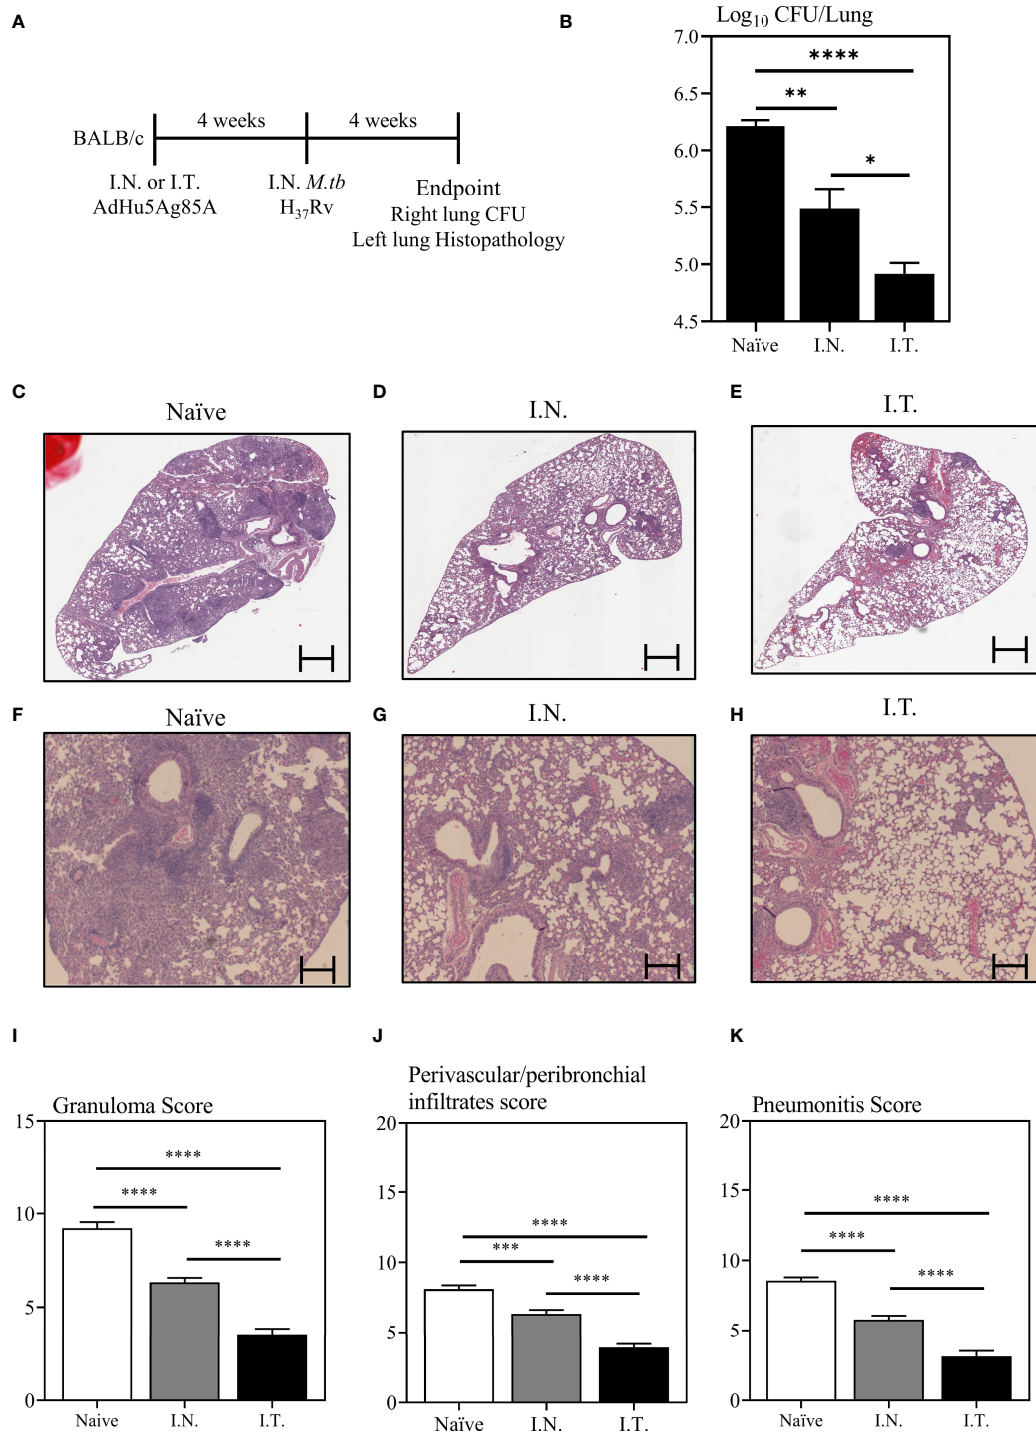 A
BALB/c
4 weeks
4 weeks
I.N. or I.T.
AdHu5Ag85A
I.N. M.tb
H37Rv
Endpoint
Right lung CFU
Left lung Histopathology
B
Log10 CFU/Lung
7.0
6.5
6.0
5.5
5.0
4.5
****
**
*
Naïve
I.N.
I.T.
C
Naïve
D
I.N.
E
I.T.
F
Naïve
G
I.N.
H
I.T.
I
Granuloma Score
15
10
5
0
****
****
****
Naive
I.N.
I.T.
J
Perivascular/peribronchial
infiltrates score
20
15
10
5
0
****
***
****
Naïve
I.N.
I.T.
K
Pneumonitis Score
20
15
10
5
0
****
****
****
Naïve
I.N.
I.T.